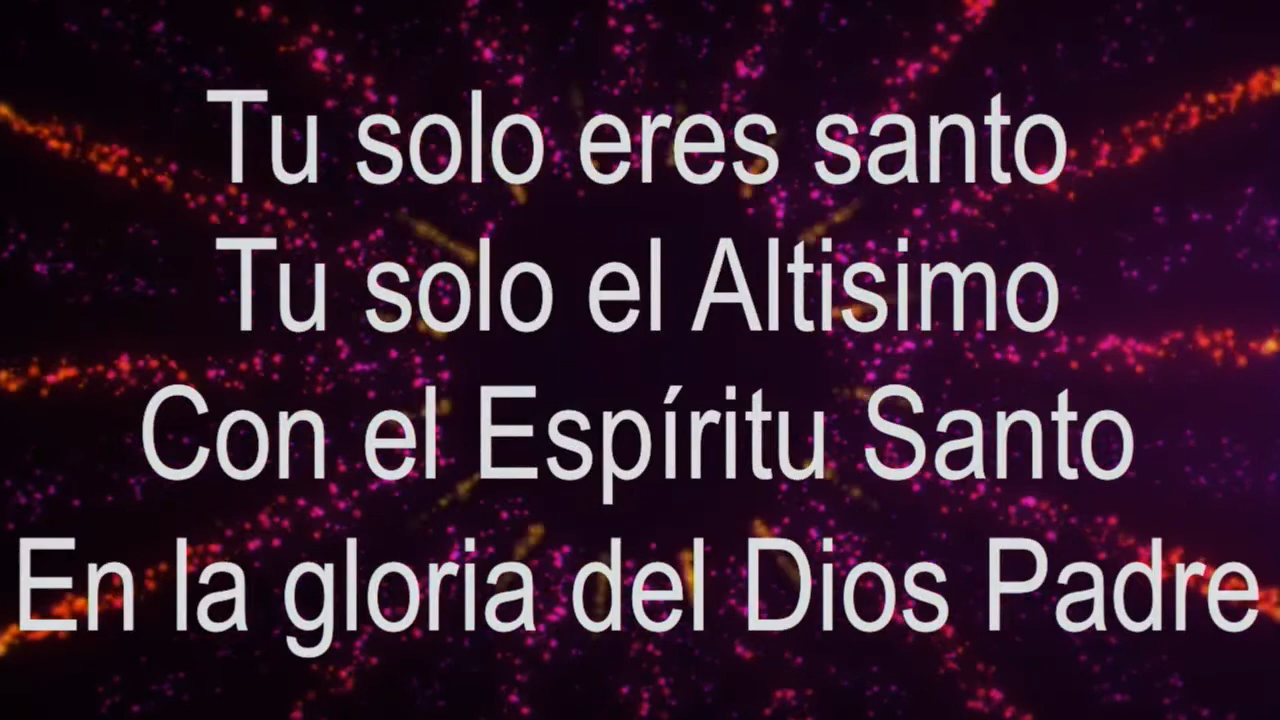 Tu solo eres santo
Tu solo el Altisimo
Con el Espíritu Santo
En la gloria del Dios Padre